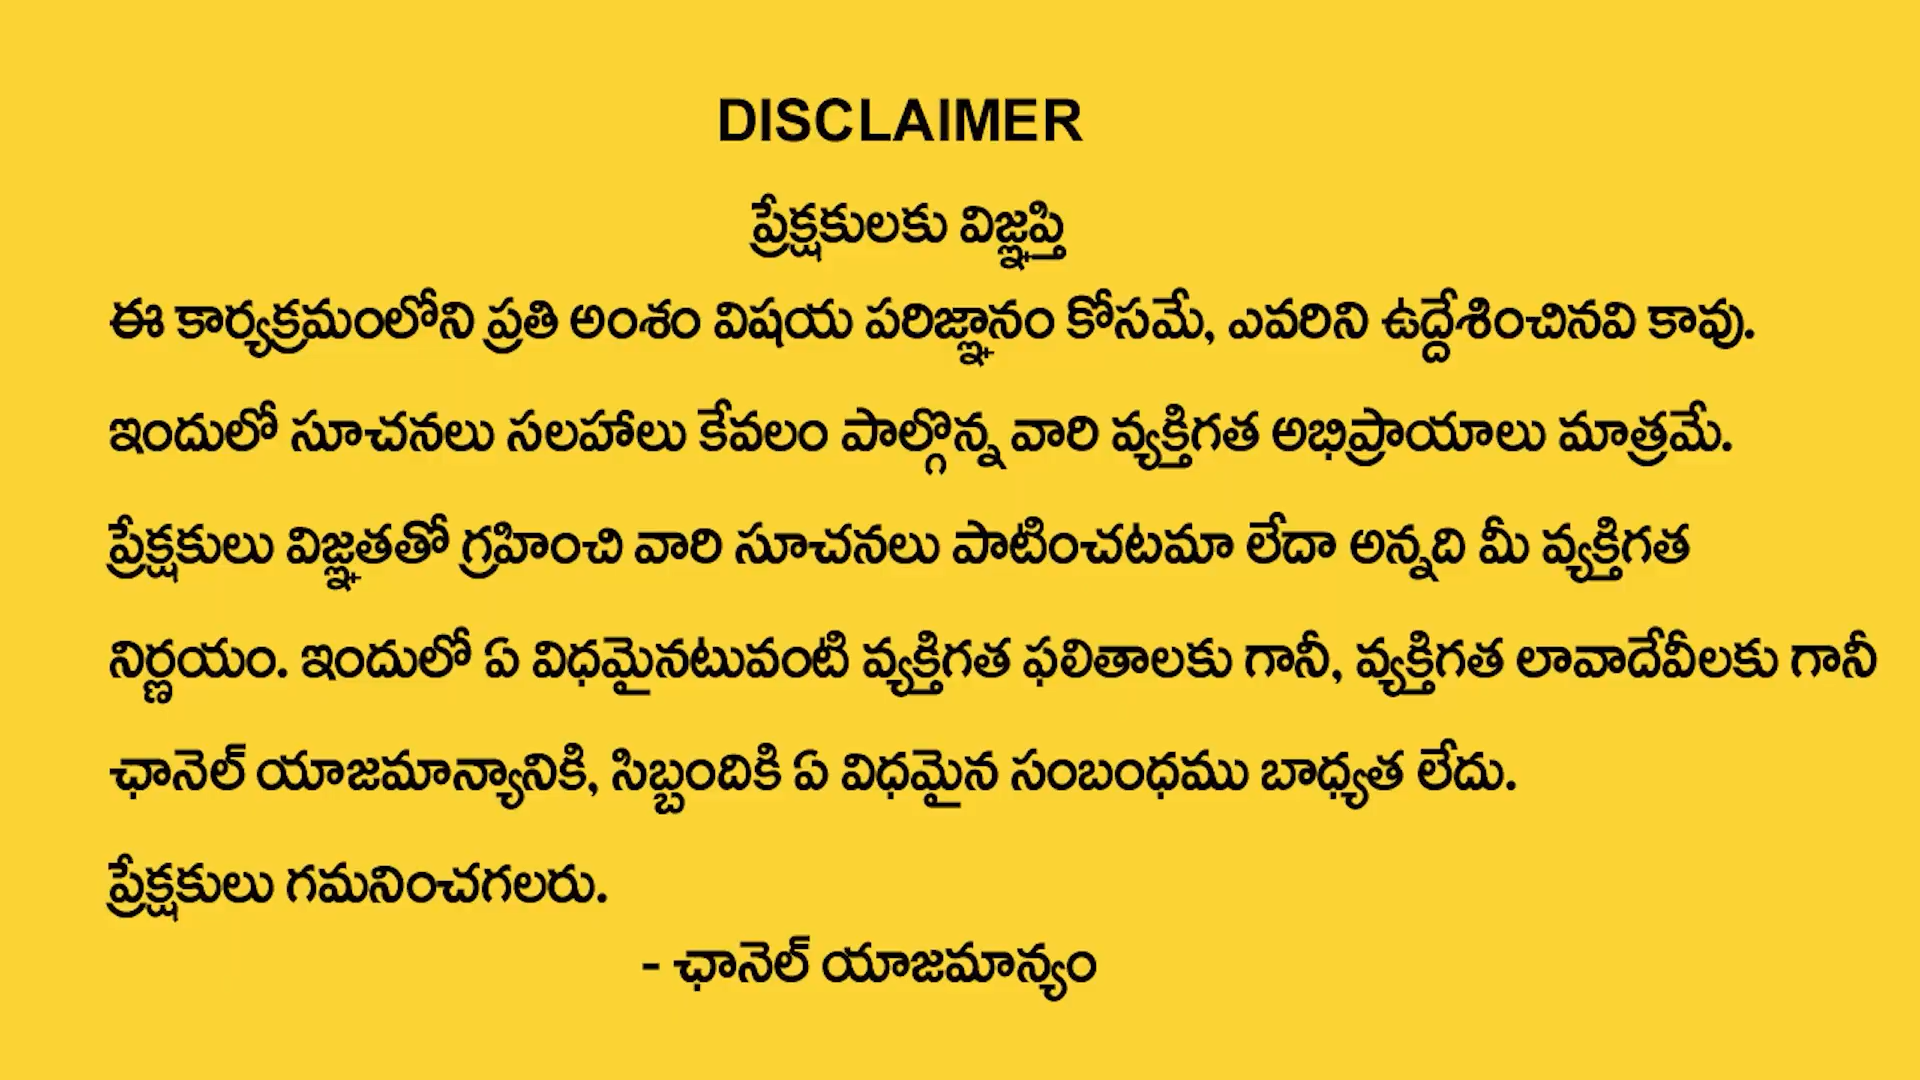 DISCLAIMER
ప్రేక్షకులకు విజ్ఞప్తి
ఈ కార్యక్రమంలోని ప్రతి అంశం విషయ పరిజ్ఞానం కోసమే, ఎవరిని ఉద్దేశించినవి కావు.
ఇందులో సూచనలు సలహాలు కేవలం పాల్గొన్న వారి వ్యక్తిగత అభిప్రాయాలు మాత్రమే.
ప్రేక్షకులు విజ్ఞతతో గ్రహించి వారి సూచనలు పాటించటమా లేదా అన్నది మీ వ్యక్తిగత
నిర్ణయం. ఇందులో ఏ విధమైనటువంటి వ్యక్తిగత ఫలితాలకు గానీ, వ్యక్తిగత లావాదేవీలకు గానీ
ఛానెల్ యాజమాన్యానికి, సిబ్బందికి ఏ విధమైన సంబంధము బాధ్యత లేదు.
ప్రేక్షకులు గమనించగలరు.
- ఛానెల్ యాజమాన్యం